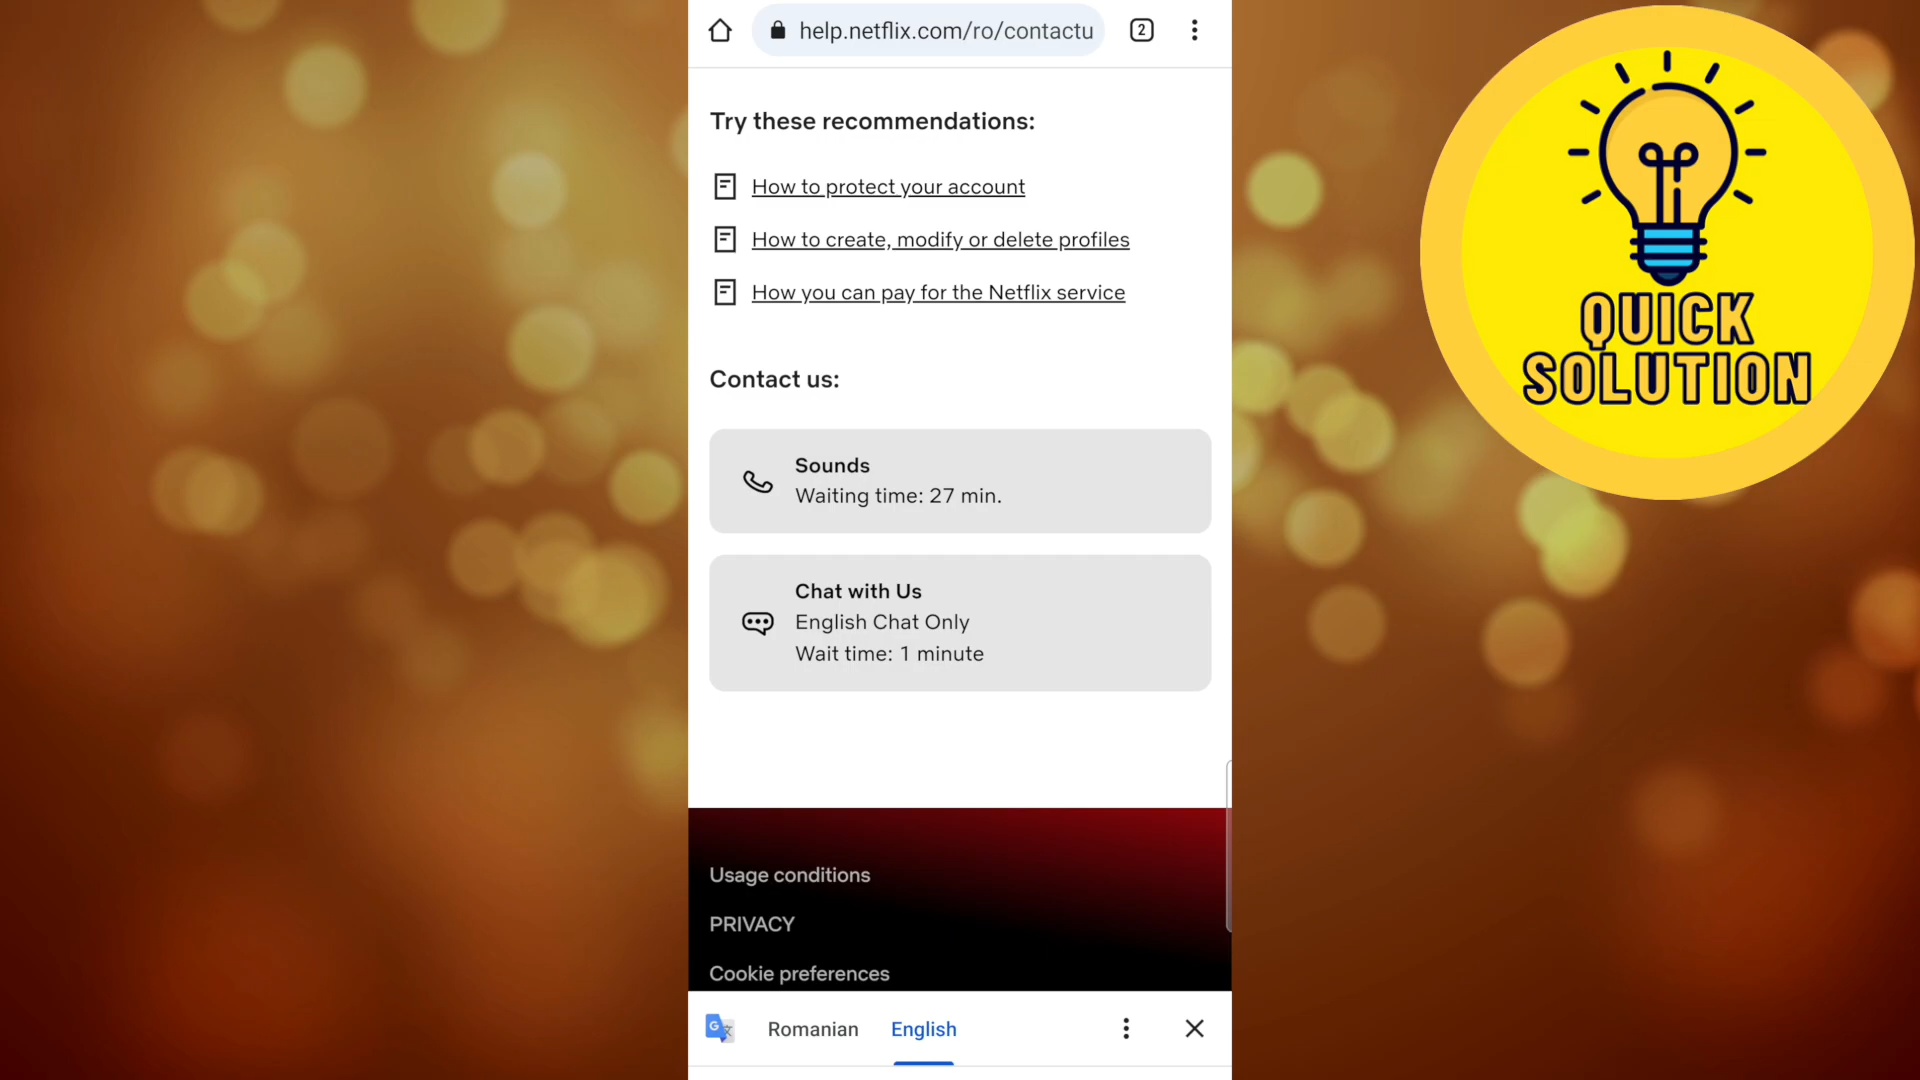 help.netflix.com/ro/contactu
2
Try these recommendations:
How to protect your account
How to create, modify or delete profiles
How you can pay for the Netflix service
Contact us:
Sounds
Waiting time: 27 min.
Chat with Us
English Chat Only
Wait time: 1 minute
Usage conditions
PRIVACY
Cookie preferences
Romanian
English
QUICK
SOLUTION